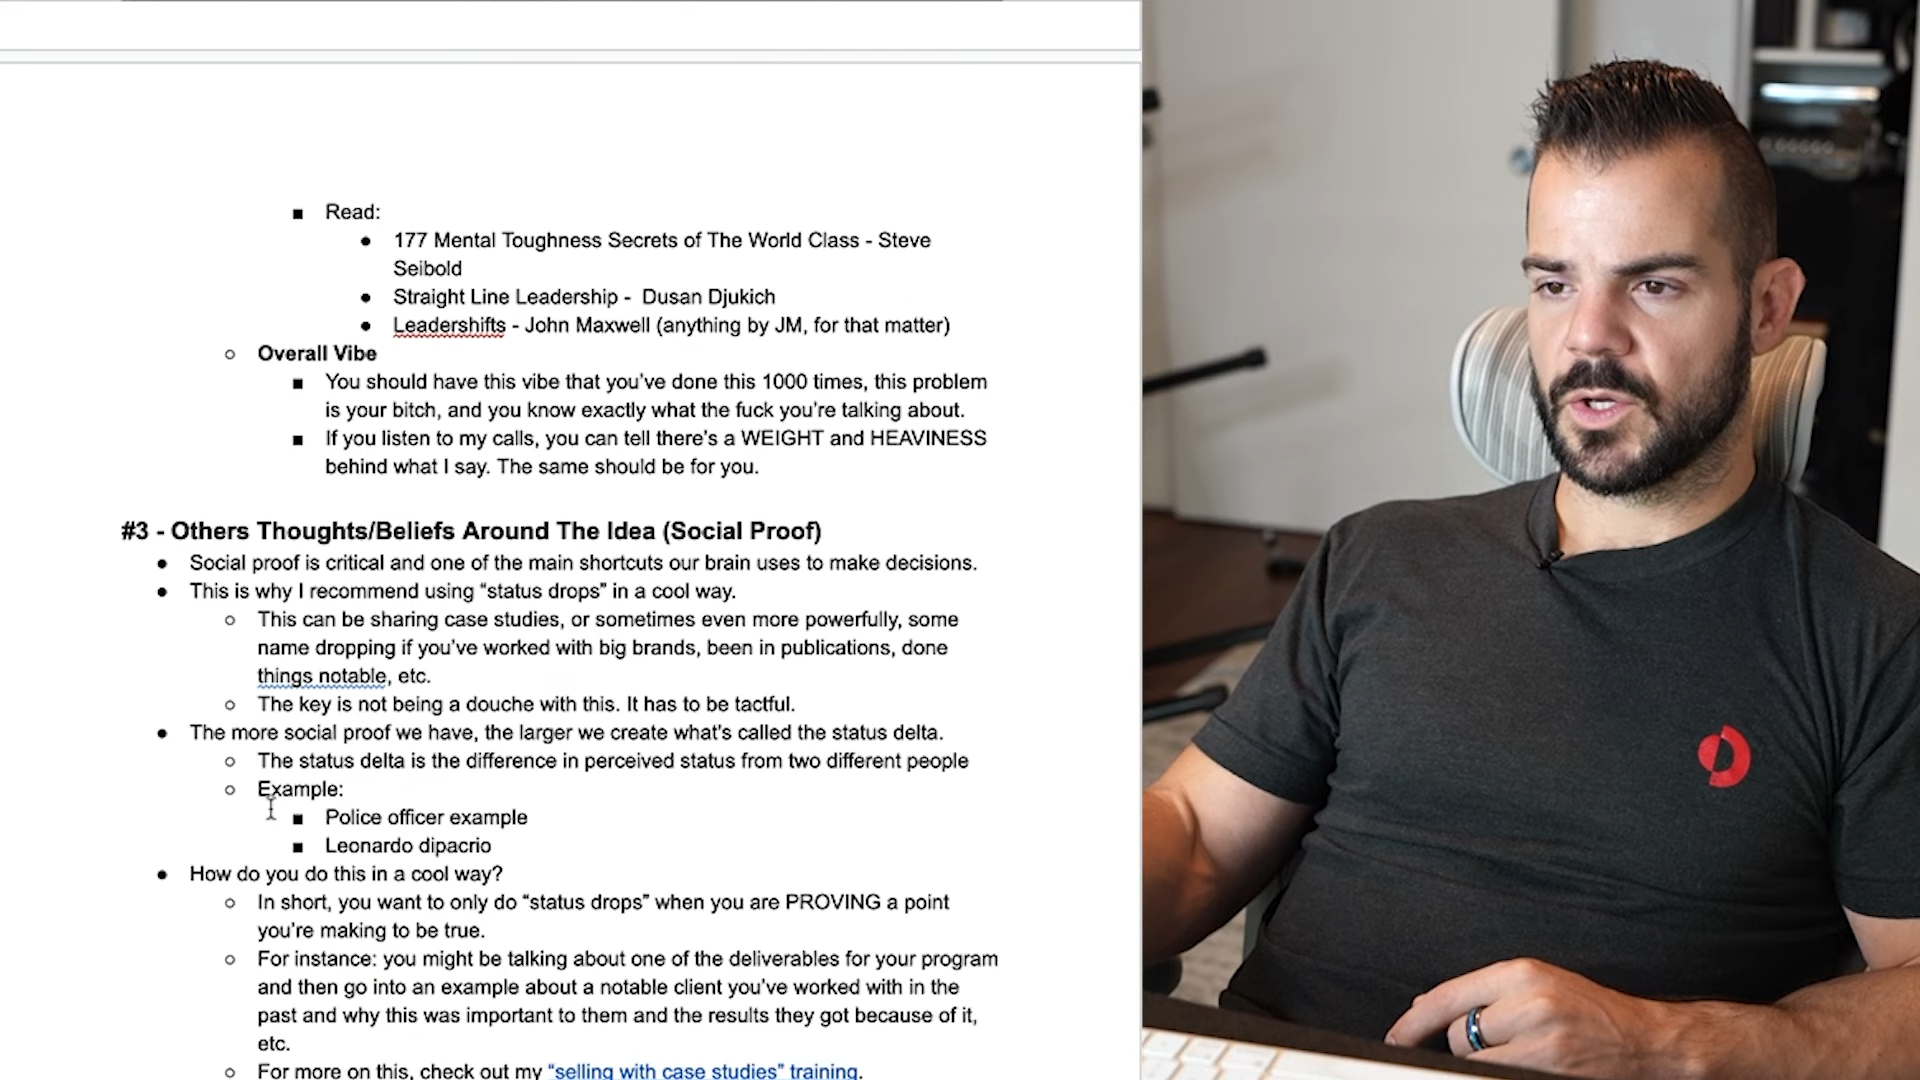 Read:
177 Mental Toughness Secrets of The World Class - Steve
Seibold
Straight Line Leadership - Dusan Djukich
Leadershifts - John Maxwell (anything by JM, for that matter)
Overall Vibe
You should have this vibe that you've done this 1000 times, this problem
is your bitch, and you know exactly what the fuck you're talking about.
If you listen to my calls, you can tell there's a WEIGHT and HEAVINESS
behind what I say. The same should be for you.
#3 - Others Thoughts/Beliefs Around The Idea (Social Proof)
Social proof is critical and one of the main shortcuts our brain uses to make decisions.
This is why I recommend using “status drops” in a cool way.
This can be sharing case studies, or sometimes even more powerfully, some
name dropping if you've worked with big brands, been in publications, done
things notable, etc.
The key is not being a douche with this. It has to be tactful.
The more social proof we have, the larger we create what's called the status delta.
The status delta is the difference in perceived status from two different people
Example:
Police officer example
Leonardo dipacrio
How do you do this in a cool way?
In short, you want to only do “status drops” when you are PROVING a point
you're making to be true.
For instance: you might be talking about one of the deliverables for your program
and then go into an example about a notable client you've worked with in the
past and why this was important to them and the results they got because of it,
etc.
For more on this, check out my “selling with case studies” training.